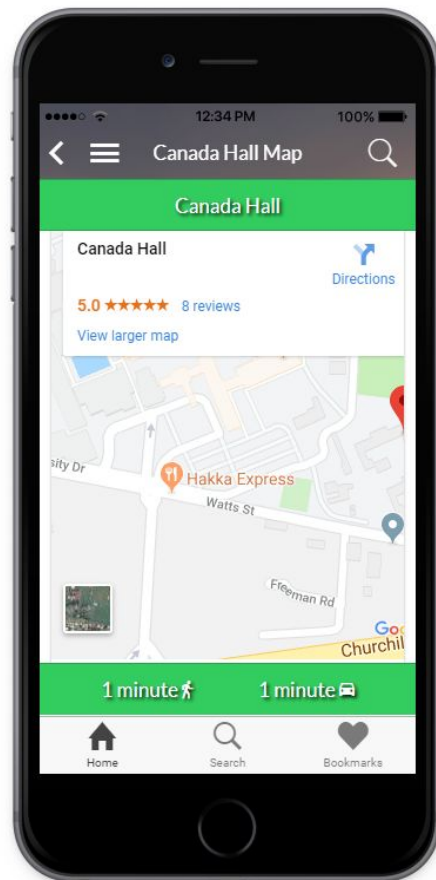 12:34 PM 100%
Canada Hall Map
Canada Hall
Canada Hall
Directions
5.0 8 reviews
View larger map
sity Dr
Hakka Express
Watts St
Freeman Rd
Goo
Churchil
1 minute 1 minute
Home Search Bookmarks